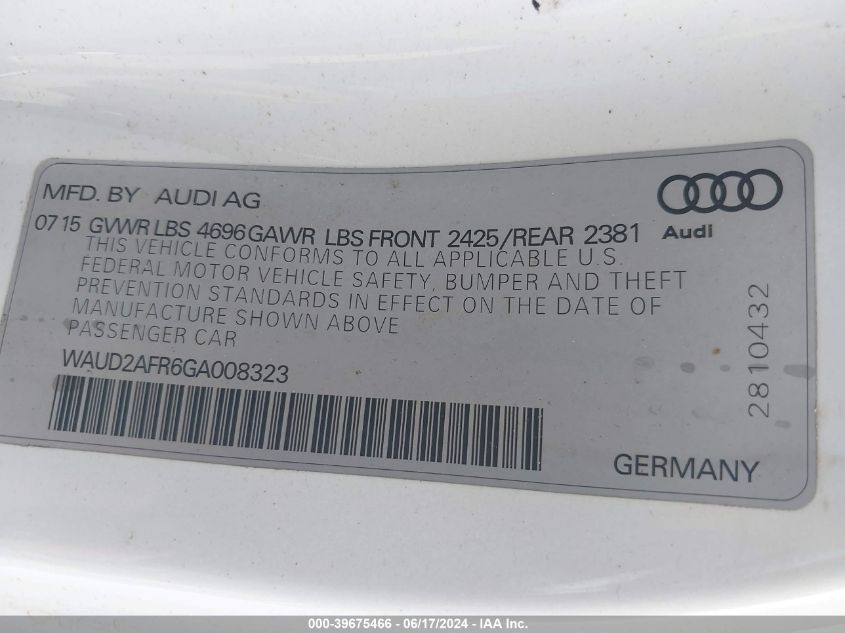 MFD. BY AUDI AG
07 15 GVWR LBS 4696 GAWR LBS FRONT 2425/REAR 2381
Audi
THIS VEHICLE CONFORMS TO ALL APPLICABLE U.S.
FEDERAL MOTOR VEHICLE SAFETY, BUMPER AND THEFT
PREVENTION STANDARDS IN EFFECT ON THE DATE OF
MANUFACTURE SHOWN ABOVE
PASSENGER CAR
WAUD2AFR6GA008323
2810432
GERMANY
000-39675466 - 06/17/2024 - IAA Inc.